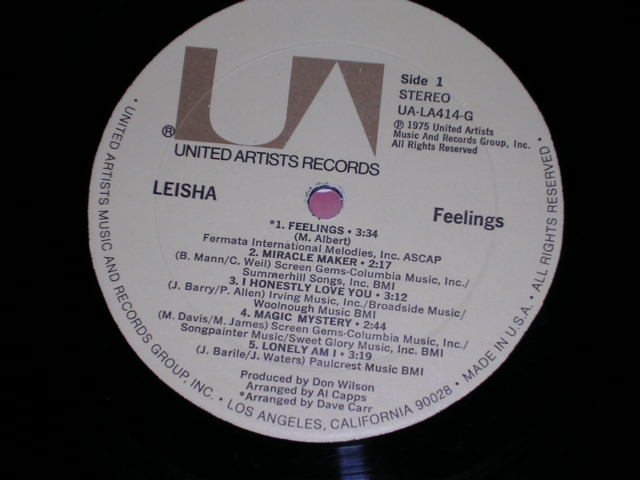 UA
Side 1
STEREO
UA-LA414-G
℗ 1975 United Artists
Music And Records Group, Inc.
All Rights Reserved
®
UNITED ARTISTS RECORDS
LEISHA
Feelings
*1. FEELINGS • 3:34
(M. Albert)
Fermata International Melodies, Inc. ASCAP
2. MIRACLE MAKER • 2:17
(B. Mann/C. Weil) Screen Gems-Columbia Music, Inc./
Summerhill Songs, Inc. BMI
3. I HONESTLY LOVE YOU • 3:12
(J. Barry/P. Allen) Irving Music, Inc./Broadside Music/
Woolnough Music BMI
4. MAGIC MYSTERY • 2:44
(M. Davis/M. James) Screen Gems-Columbia Music, Inc./
Songpainter Music/Sweet Glory Music, Inc. BMI
5. LONELY AM I • 3:19
(J. Barile/J. Waters) Paulcrest Music BMI
Produced by Don Wilson
Arranged by Al Capps
*Arranged by Dave Carr
• UNITED ARTISTS MUSIC AND RECORDS GROUP, INC. • LOS ANGELES, CALIFORNIA 90028 • MADE IN U.S.A. • ALL RIGHTS RESERVED •